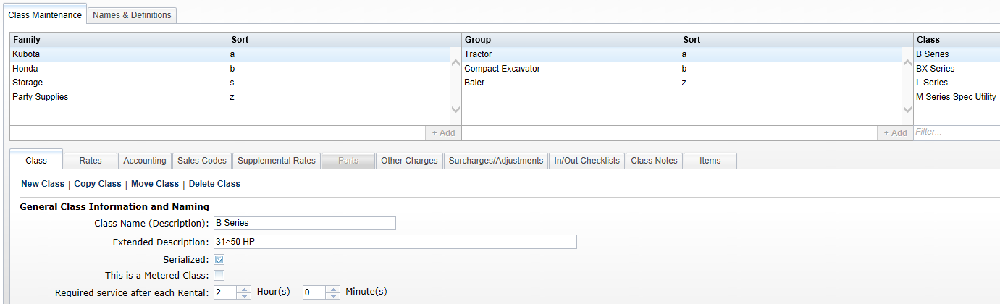 Class Maintenance Names & Definitions
Family Sort Group Sort Class
Kubota a Tractor a B Series
Honda b Compact Excavator b BX Series
Storage s Baler z L Series
Party Supplies z M Series Spec Utility
+ Add + Add Filter...
Class Rates Accounting Sales Codes Supplemental Rates Parts Other Charges Surcharges/Adjustments In/Out Checklists Class Notes Items
New Class | Copy Class | Move Class | Delete Class
General Class Information and Naming
Class Name (Description): B Series
Extended Description: 31>50 HP
Serialized:
This is a Metered Class:
Required service after each Rental: 2 Hour(s) 0 Minute(s)